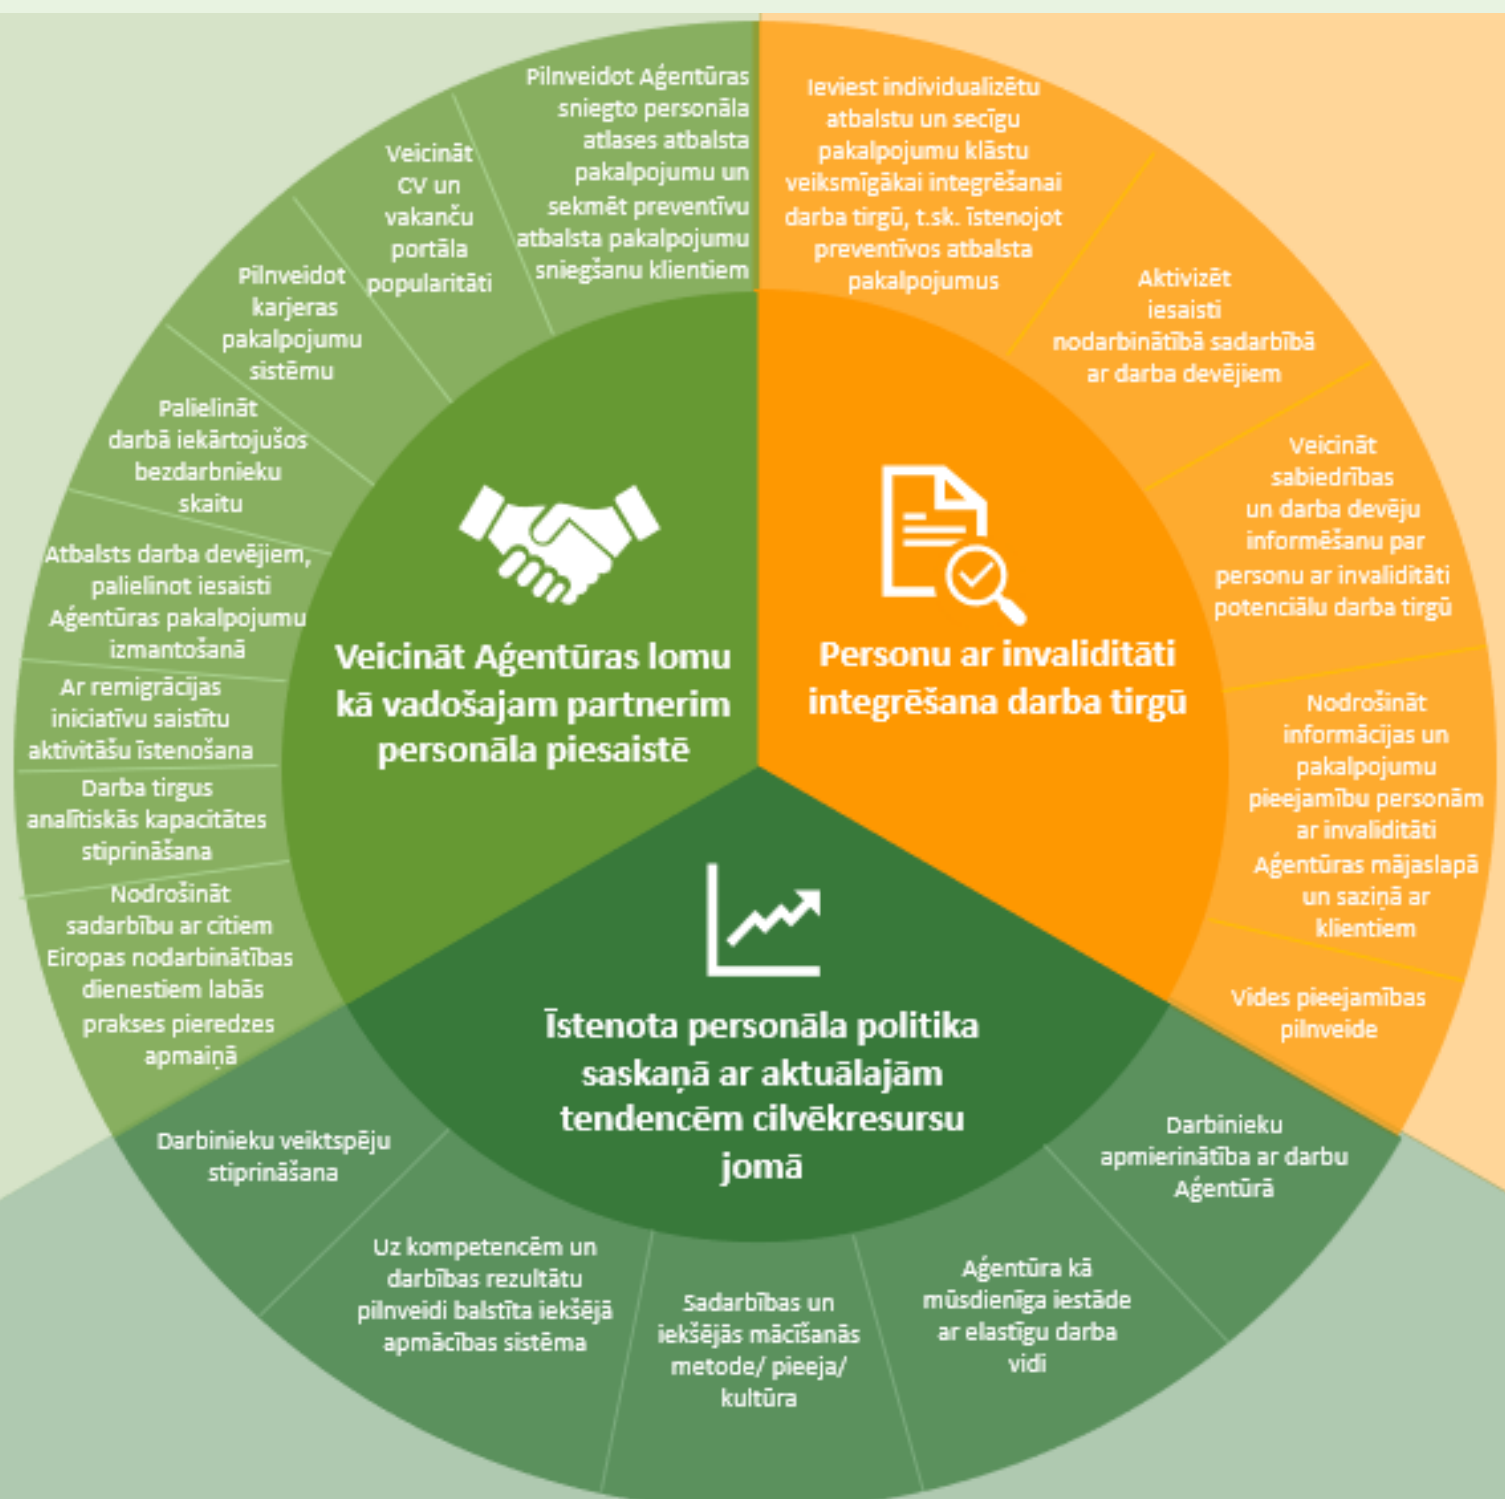 Pilnveidot Aģentūras
sniegto personāla
atlases atbalsta
pakalpojumu un
sekmēt preventīvu
atbalsta pakalpojumu
sniegšanu klientiem
Veicināt
CV un
vakanču
portāla
popularitāti
Pilnveidot
karjeras
pakalpojumu
sistēmu
Palielināt
darbā iekārtojušos
bezdarbnieku
skaitu
Atbalsts darba devējiem,
palielinot iesaisti
Aģentūras pakalpojumu
izmantošanā
Ar remigrācijas
iniciatīvu saistītu
aktivitāšu īstenošana
Darba tirgus
analītiskās kapacitātes
stiprināšana
Nodrošināt
sadarbību ar citiem
Eiropas nodarbinātības
dienestiem labās
prakses pieredzes
apmaiņā
Veicināt Aģentūras lomu
kā vadošajam partnerim
personāla piesaistē
Ieviest individualizētu
atbalstu un secīgu
pakalpojumu klāstu
veiksmīgākai integrēšanai
darba tirgū, t.sk. īstenojot
preventīvos atbalsta
pakalpojumus
Aktivizēt
iesaisti
nodarbinātībā sadarbībā
ar darba devējiem
Veicināt
sabiedrības
un darba devēju
informēšanu par
personu ar invaliditāti
potenciālu darba tirgū
Nodrošināt
informācijas un
pakalpojumu
pieejamību personām
ar invaliditāti
Aģentūras mājaslapā
un saziņā ar
klientiem
Vides pieejamības
pilnveide
Personu ar invaliditāti
integrēšana darba tirgū
Īstenota personāla politika
saskaņā ar aktuālajām
tendencēm cilvēkresursu
jomā
Darbinieku veiktspēju
stiprināšana
Uz kompetencēm un
darbības rezultātu
pilnveidi balstīta iekšējā
apmācības sistēma
Sadarbības un
iekšējās mācīšanās
metode/ pieeja/
kultūra
Aģentūra kā
mūsdienīga iestāde
ar elastīgu darba
vidi
Darbinieku
apmierinātība ar darbu
Aģentūrā